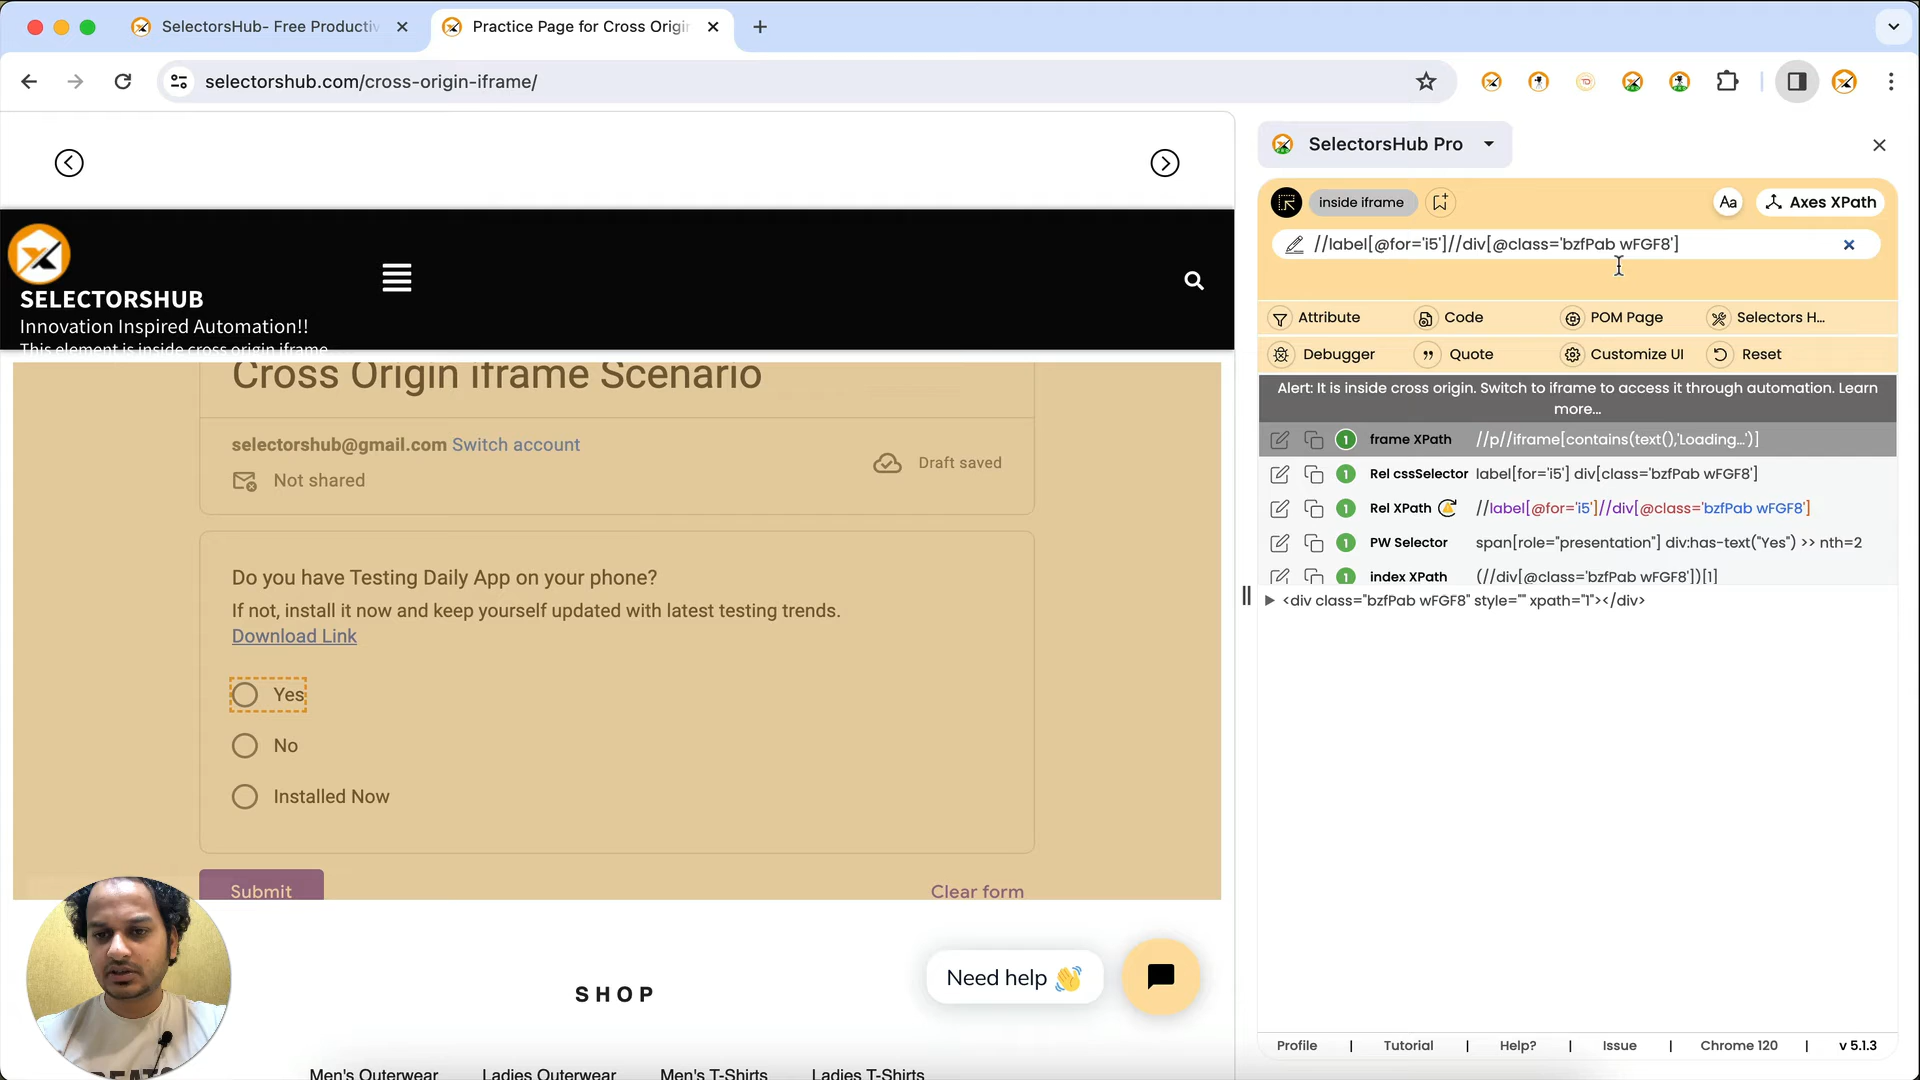 SelectorsHub- Free Productiv
Practice Page for Cross Origin
selectorshub.com/cross-origin-iframe/
SELECTORSHUB
Innovation Inspired Automation!!
This element is inside cross origin iframe
Cross Origin iframe Scenario
selectorshub@gmail.com Switch account
Draft saved
Not shared
Do you have Testing Daily App on your phone?
If not, install it now and keep yourself updated with latest testing trends.
Download Link
Yes
No
Installed Now
Submit
Clear form
Need help 👋
SHOP
Men's Outerwear Ladies Outerwear Men's T-Shirts Ladies T-Shirts
SelectorsHub Pro
inside iframe
Aa
Axes XPath
//label[@for='i5']//div[@class='bzfPab wFGF8']
Attribute Code POM Page Selectors H...
Debugger Quote Customize UI Reset
Alert: It is inside cross origin. Switch to iframe to access it through automation. Learn
more...
1 frame XPath //p//iframe[contains(text(),'Loading…')]
1 Rel cssSelector label[for='i5'] div[class='bzfPab wFGF8']
1 Rel XPath //label[@for='i5']//div[@class='bzfPab wFGF8']
1 PW Selector span[role="presentation"] div:has-text("Yes") >> nth=2
1 index XPath (//div[@class='bzfPab wFGF8'])[1]
<div class="bzfPab wFGF8" style="" xpath="1"></div>
Profile | Tutorial | Help? | Issue | Chrome 120 | v 5.1.3